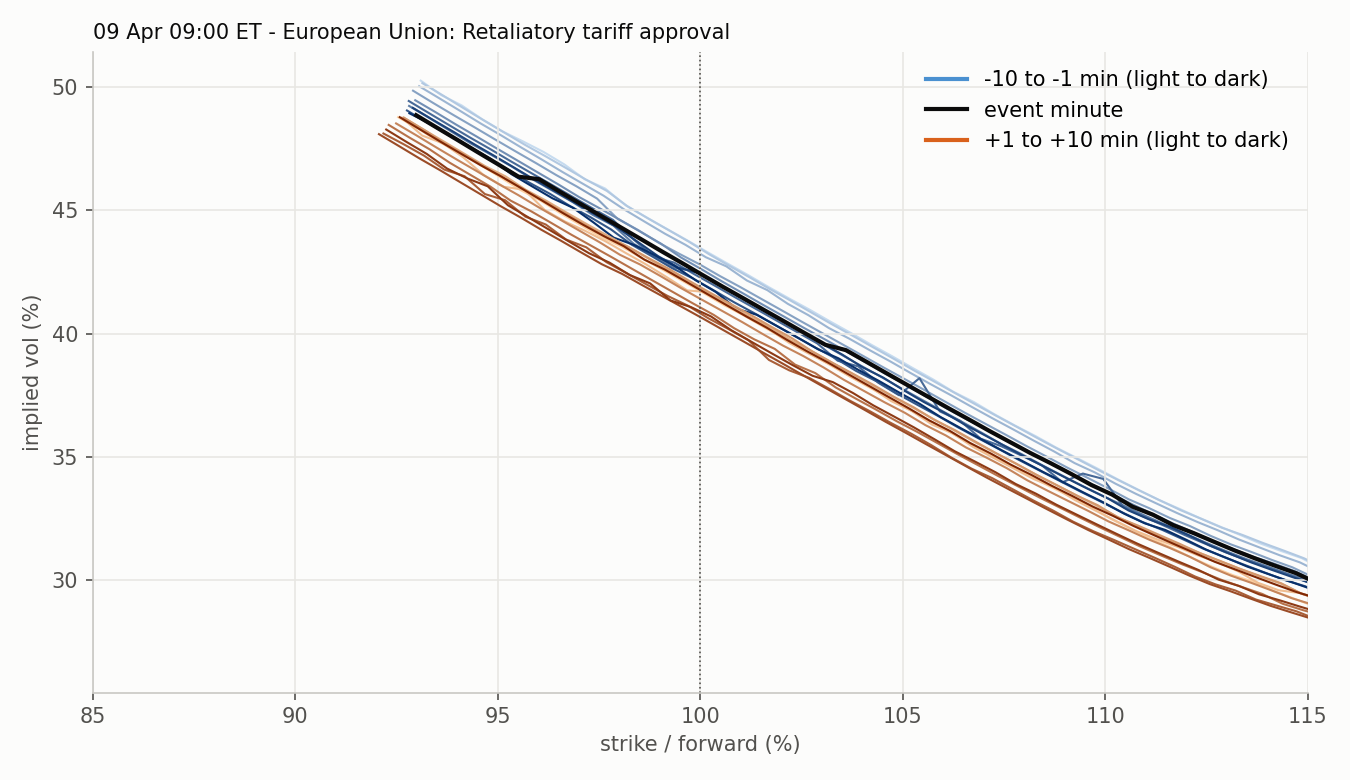 09 Apr 09:00 ET - European Union: Retaliatory tariff approval
-10 to -1 min (light to dark)
event minute
+1 to +10 min (light to dark)
implied vol (%)
50
45
40
35
30
85 90 95 100 105 110 115
strike / forward (%)